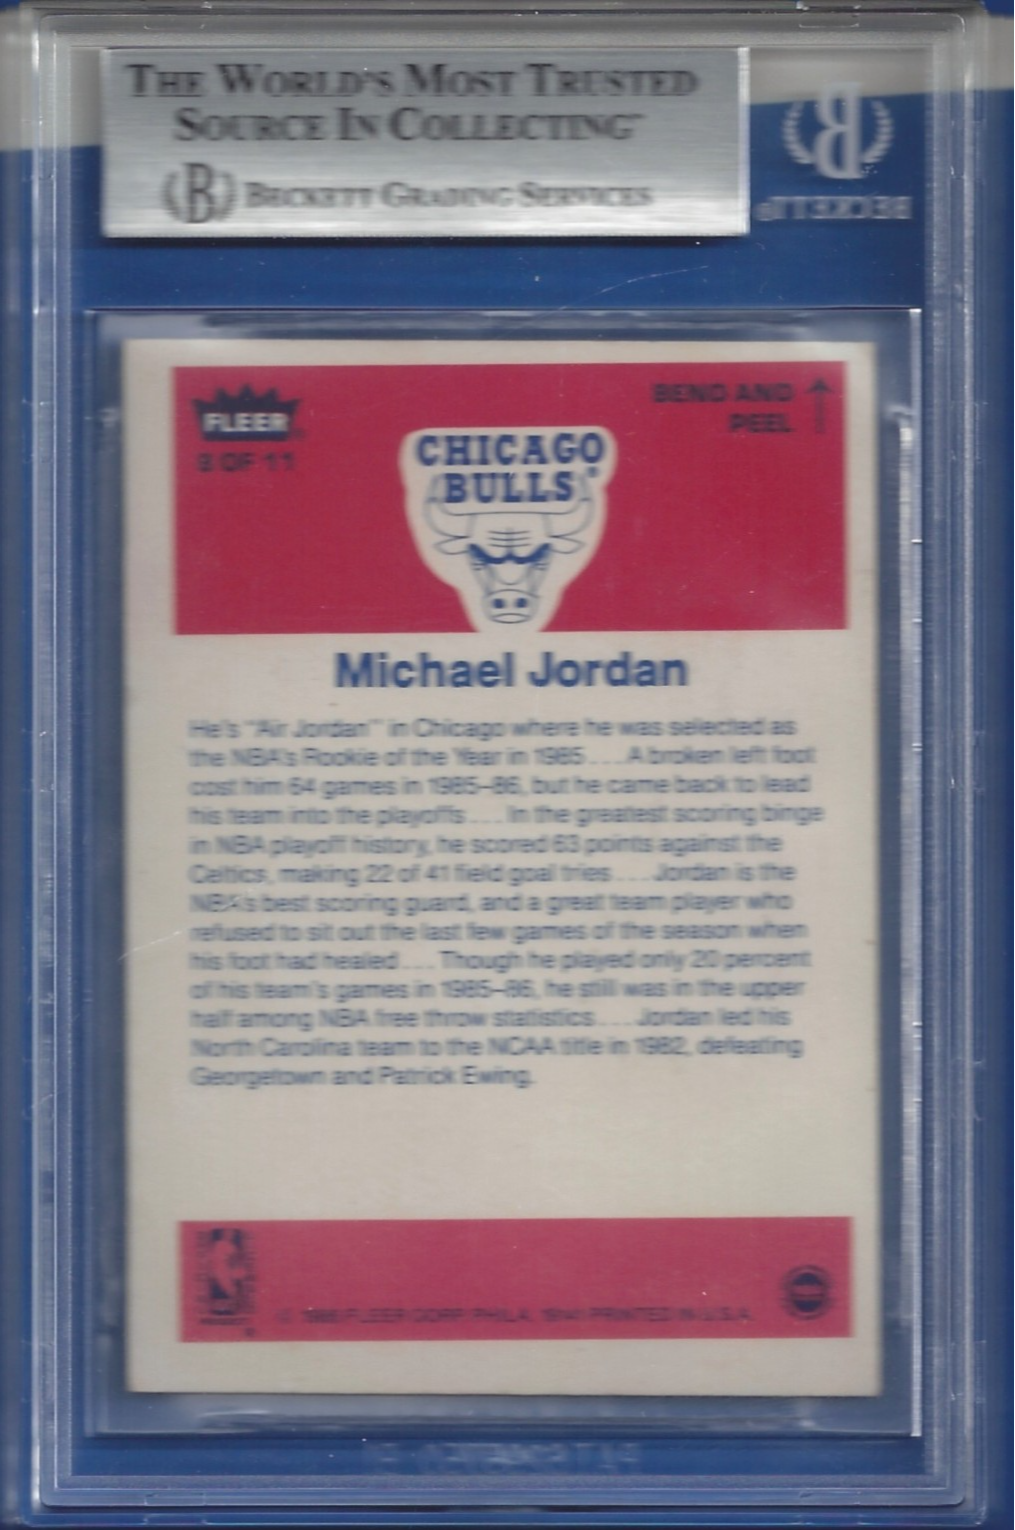 THE WORLD'S MOST TRUSTED
SOURCE IN COLLECTING™
B BECKETT GRADING SERVICES
B
BECKETT®
FLEER
8 OF 11
BEND AND
PEEL
CHICAGO
BULLS
Michael Jordan
He's "Air Jordan" in Chicago where he was selected as
the NBA's Rookie of the Year in 1985 . . . A broken left foot
cost him 64 games in 1985–86, but he came back to lead
his team into the playoffs . . . In the greatest scoring binge
in NBA playoff history, he scored 63 points against the
Celtics, making 22 of 41 field goal tries . . . Jordan is the
NBA's best scoring guard, and a great team player who
refused to sit out the last few games of the season when
his foot had healed . . . Though he played only 20 percent
of his team's games in 1985–86, he still was in the upper
half among NBA free throw statistics . . . Jordan led his
North Carolina team to the NCAA title in 1982, defeating
Georgetown and Patrick Ewing.
© 1986 FLEER CORP. PHILA. 19141 PRINTED IN U.S.A.